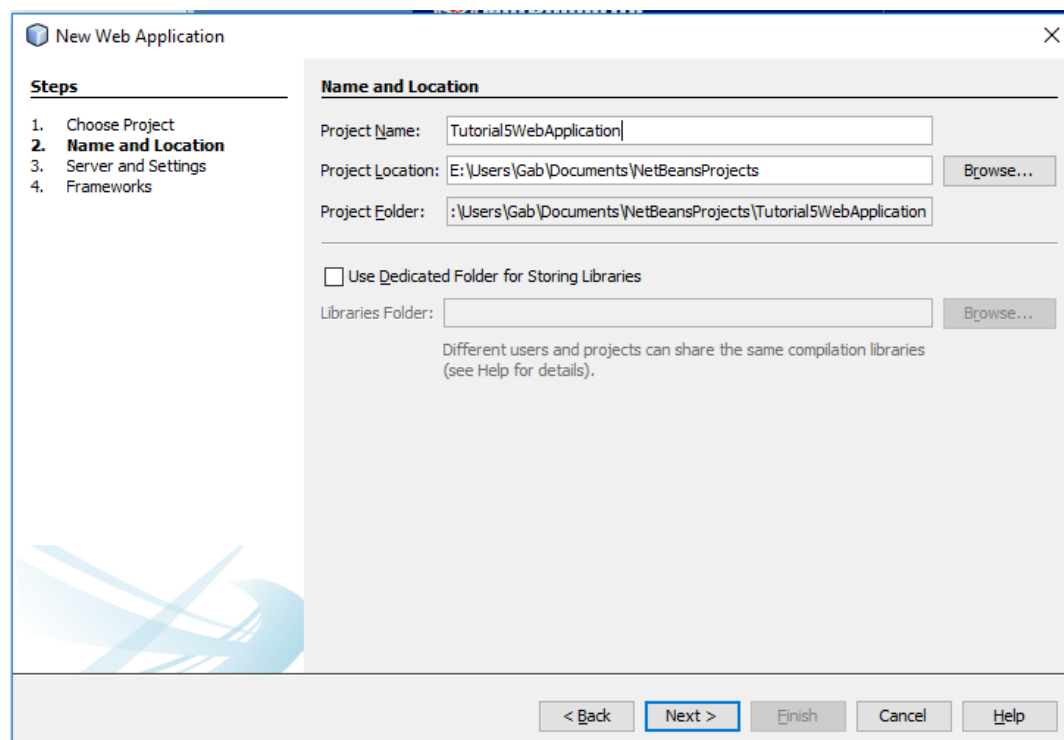 New Web Application
Steps
1. Choose Project
2. Name and Location
3. Server and Settings
4. Frameworks
Name and Location
Project Name: Tutorial5WebApplication
Project Location: E:\Users\Gab\Documents\NetBeansProjects Browse...
Project Folder: :\Users\Gab\Documents\NetBeansProjects\Tutorial5WebApplication
Use Dedicated Folder for Storing Libraries
Libraries Folder: Browse...
Different users and projects can share the same compilation libraries
(see Help for details).
< Back Next > Finish Cancel Help